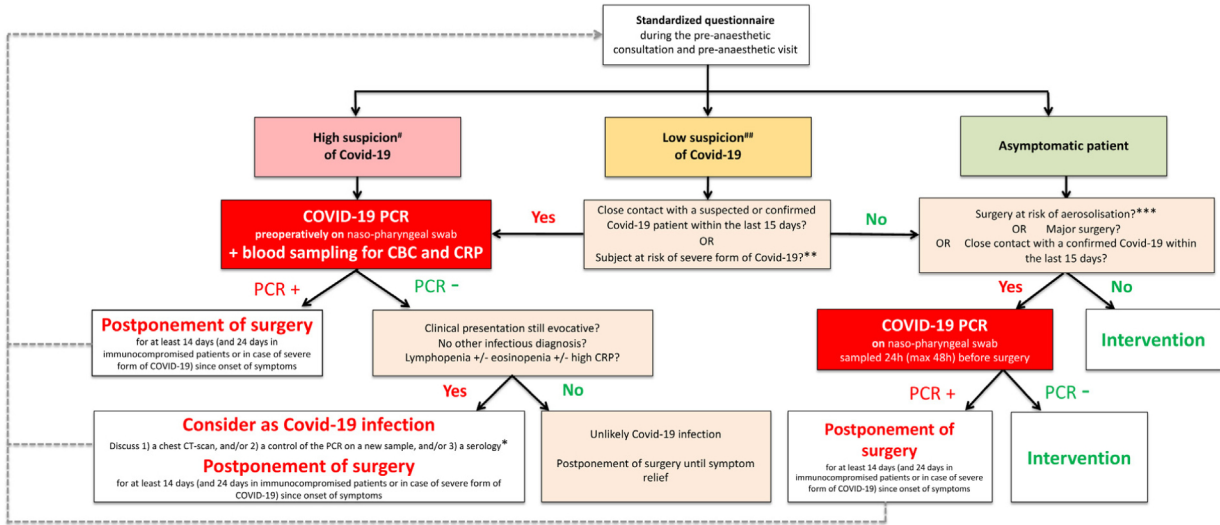 Standardized questionnaire
during the pre-anaesthetic
consultation and pre-anaesthetic visit
High suspicion#
of Covid-19
Low suspicion##
of Covid-19
Asymptomatic patient
COVID-19 PCR
preoperatively on naso-pharyngeal swab
+ blood sampling for CBC and CRP
Yes
Close contact with a suspected or confirmed
Covid-19 patient within the last 15 days?
OR
Subject at risk of severe form of Covid-19?**
No
Surgery at risk of aerosolisation?***
OR Major surgery?
OR Close contact with a confirmed Covid-19 within
the last 15 days?
PCR +
PCR -
Yes
No
Postponement of surgery
for at least 14 days (and 24 days in
immunocompromised patients or in case of severe
form of COVID-19) since onset of symptoms
Clinical presentation still evocative?
No other infectious diagnosis?
Lymphopenia +/- eosinopenia +/- high CRP?
COVID-19 PCR
on naso-pharyngeal swab
sampled 24h (max 48h) before surgery
Intervention
Yes
No
PCR +
PCR -
Consider as Covid-19 infection
Discuss 1) a chest CT-scan, and/or 2) a control of the PCR on a new sample, and/or 3) a serology*
Postponement of surgery
for at least 14 days (and 24 days in immunocompromised patients or in case of severe form of
COVID-19) since onset of symptoms
Unlikely Covid-19 infection
Postponement of surgery until symptom
relief
Postponement of
surgery
for at least 14 days (and 24 days in
immunocompromised patients or in case of severe
form of COVID-19) since onset of symptoms
Intervention